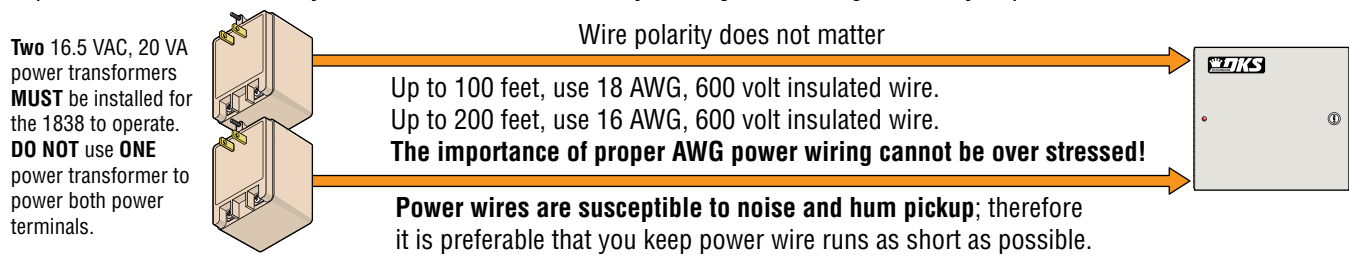 Wire polarity does not matter
Two 16.5 VAC, 20 VA
power transformers
MUST be installed for
the 1838 to operate.
DO NOT use ONE
power transformer to
power both power
terminals.
Up to 100 feet, use 18 AWG, 600 volt insulated wire.
Up to 200 feet, use 16 AWG, 600 volt insulated wire.
The importance of proper AWG power wiring cannot be over stressed!
Power wires are susceptible to noise and hum pickup; therefore
it is preferable that you keep power wire runs as short as possible.
DKS